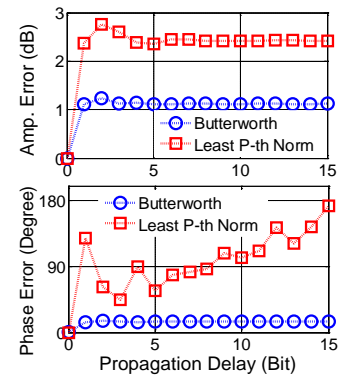 Amp. Error (dB)
3
2
1
0
0 5 10 15
Butterworth
Least P-th Norm
Phase Error (Degree)
180
90
0
0 5 10 15
Butterworth
Least P-th Norm
Propagation Delay (Bit)